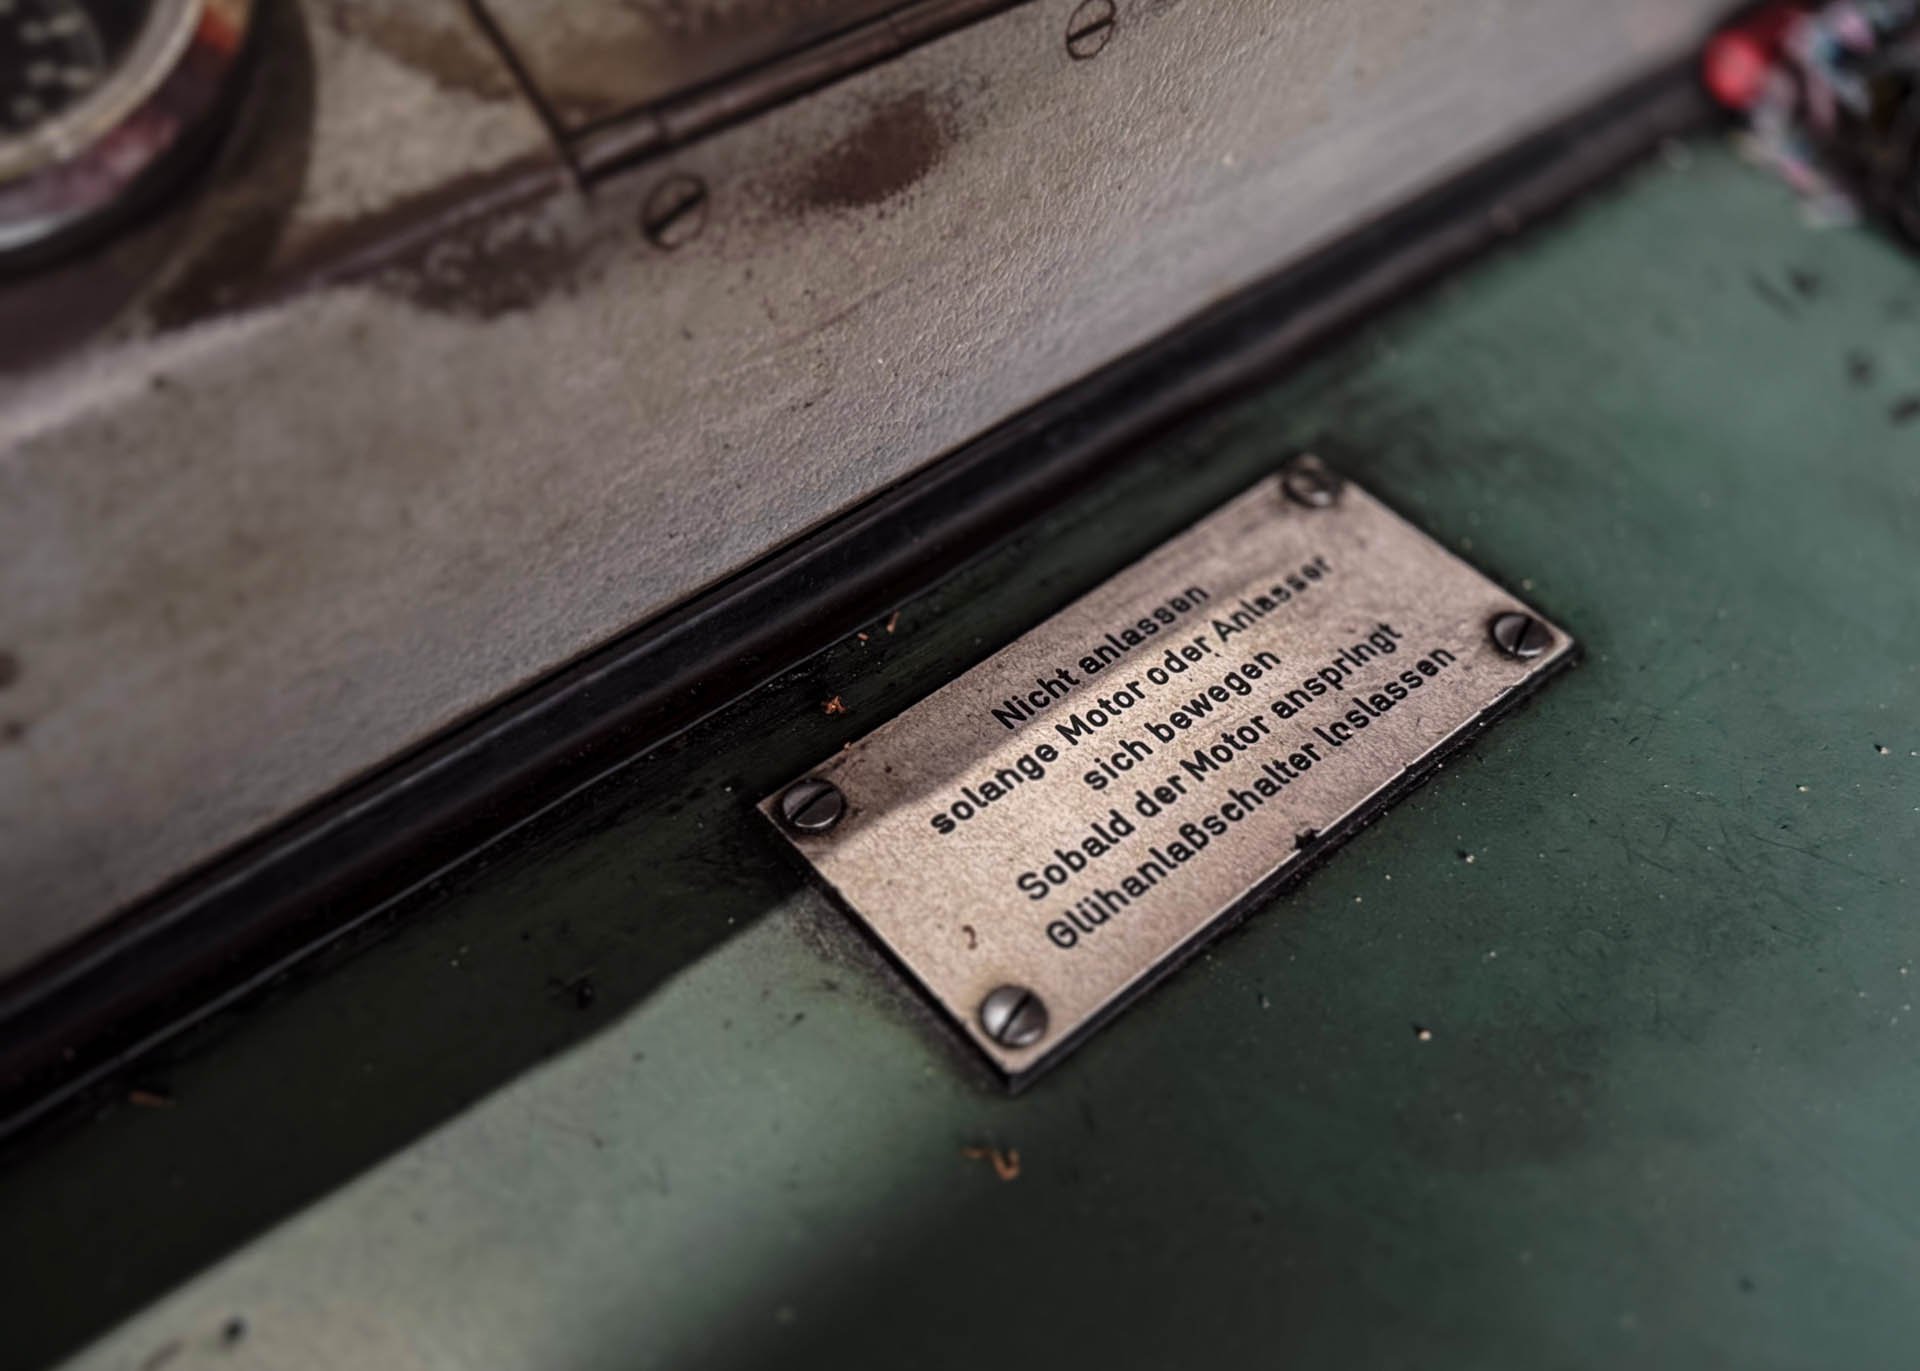 Nicht anlassen
solange Motor oder Anlasser
sich bewegen
Sobald der Motor anspringt
Glühanlaßschalter loslassen